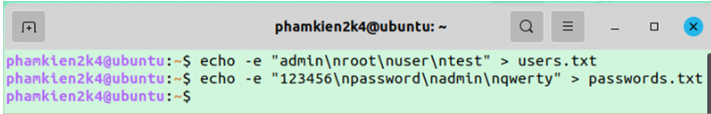 phamkien2k4@ubuntu: ~
phamkien2k4@ubuntu:~$ echo -e "admin\nroot\nuser\ntest" > users.txt
phamkien2k4@ubuntu:~$ echo -e "123456\npassword\nadmin\nqwerty" > passwords.txt
phamkien2k4@ubuntu:~$